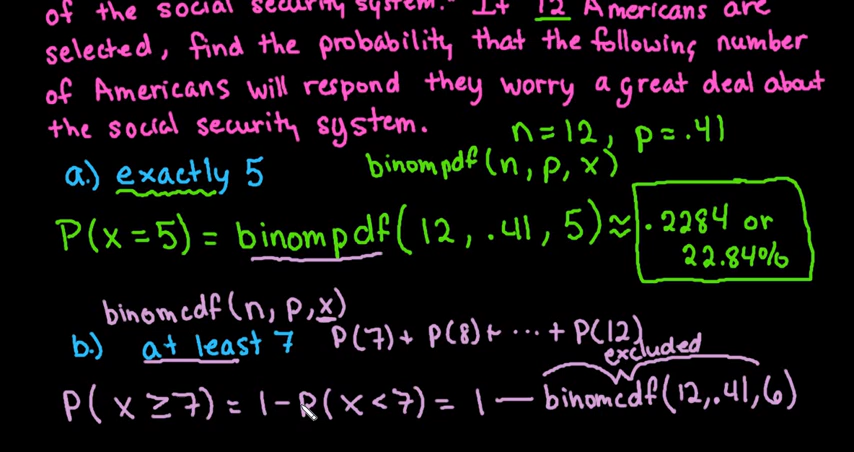 of the social security system." If 12 Americans are
selected, find the probability that the following number
of Americans will respond they worry a great deal about
the social security system.
n=12, p=.41
binompdf(n, p, x)
a.) exactly 5
P(x=5) = binompdf(12, .41, 5) ≈ .2284 or
22.84%
binomcdf(n, p, x)
b.) at least 7 P(7)+ P(8)+ ... + P(12)
excluded
P( x ≥7) = 1-P(x<7) = 1 — binomcdf(12,.41,6)